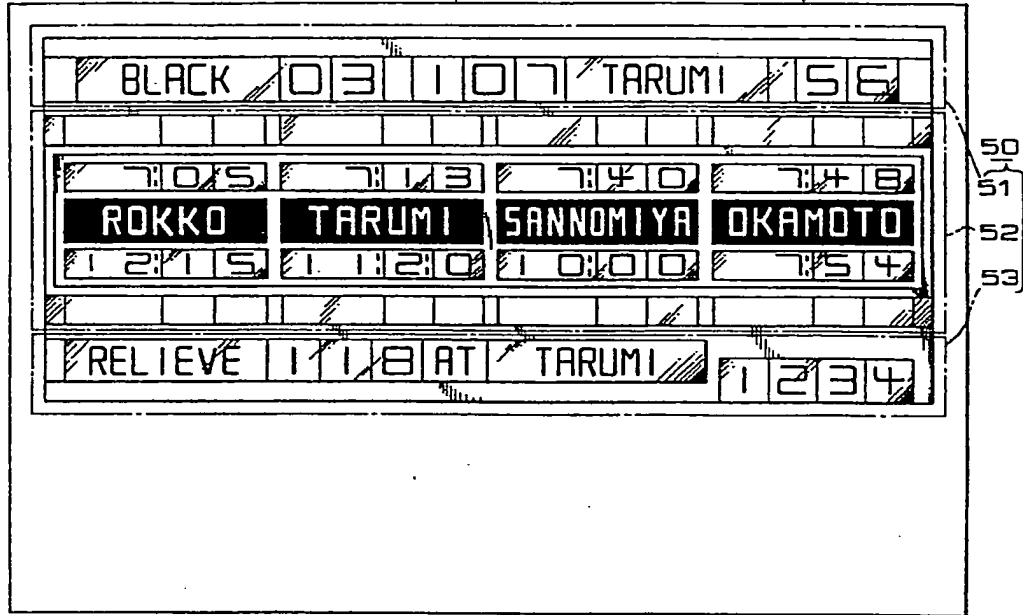 BLACK 03 107 TARUMI 56
7:05 7:13 7:40 7:48
ROKKO TARUMI SANNOMIYA OKAMOTO
12:15 11:20 10:00 7:54
RELIEVE 118 AT TARUMI
1234
50
51
52
53